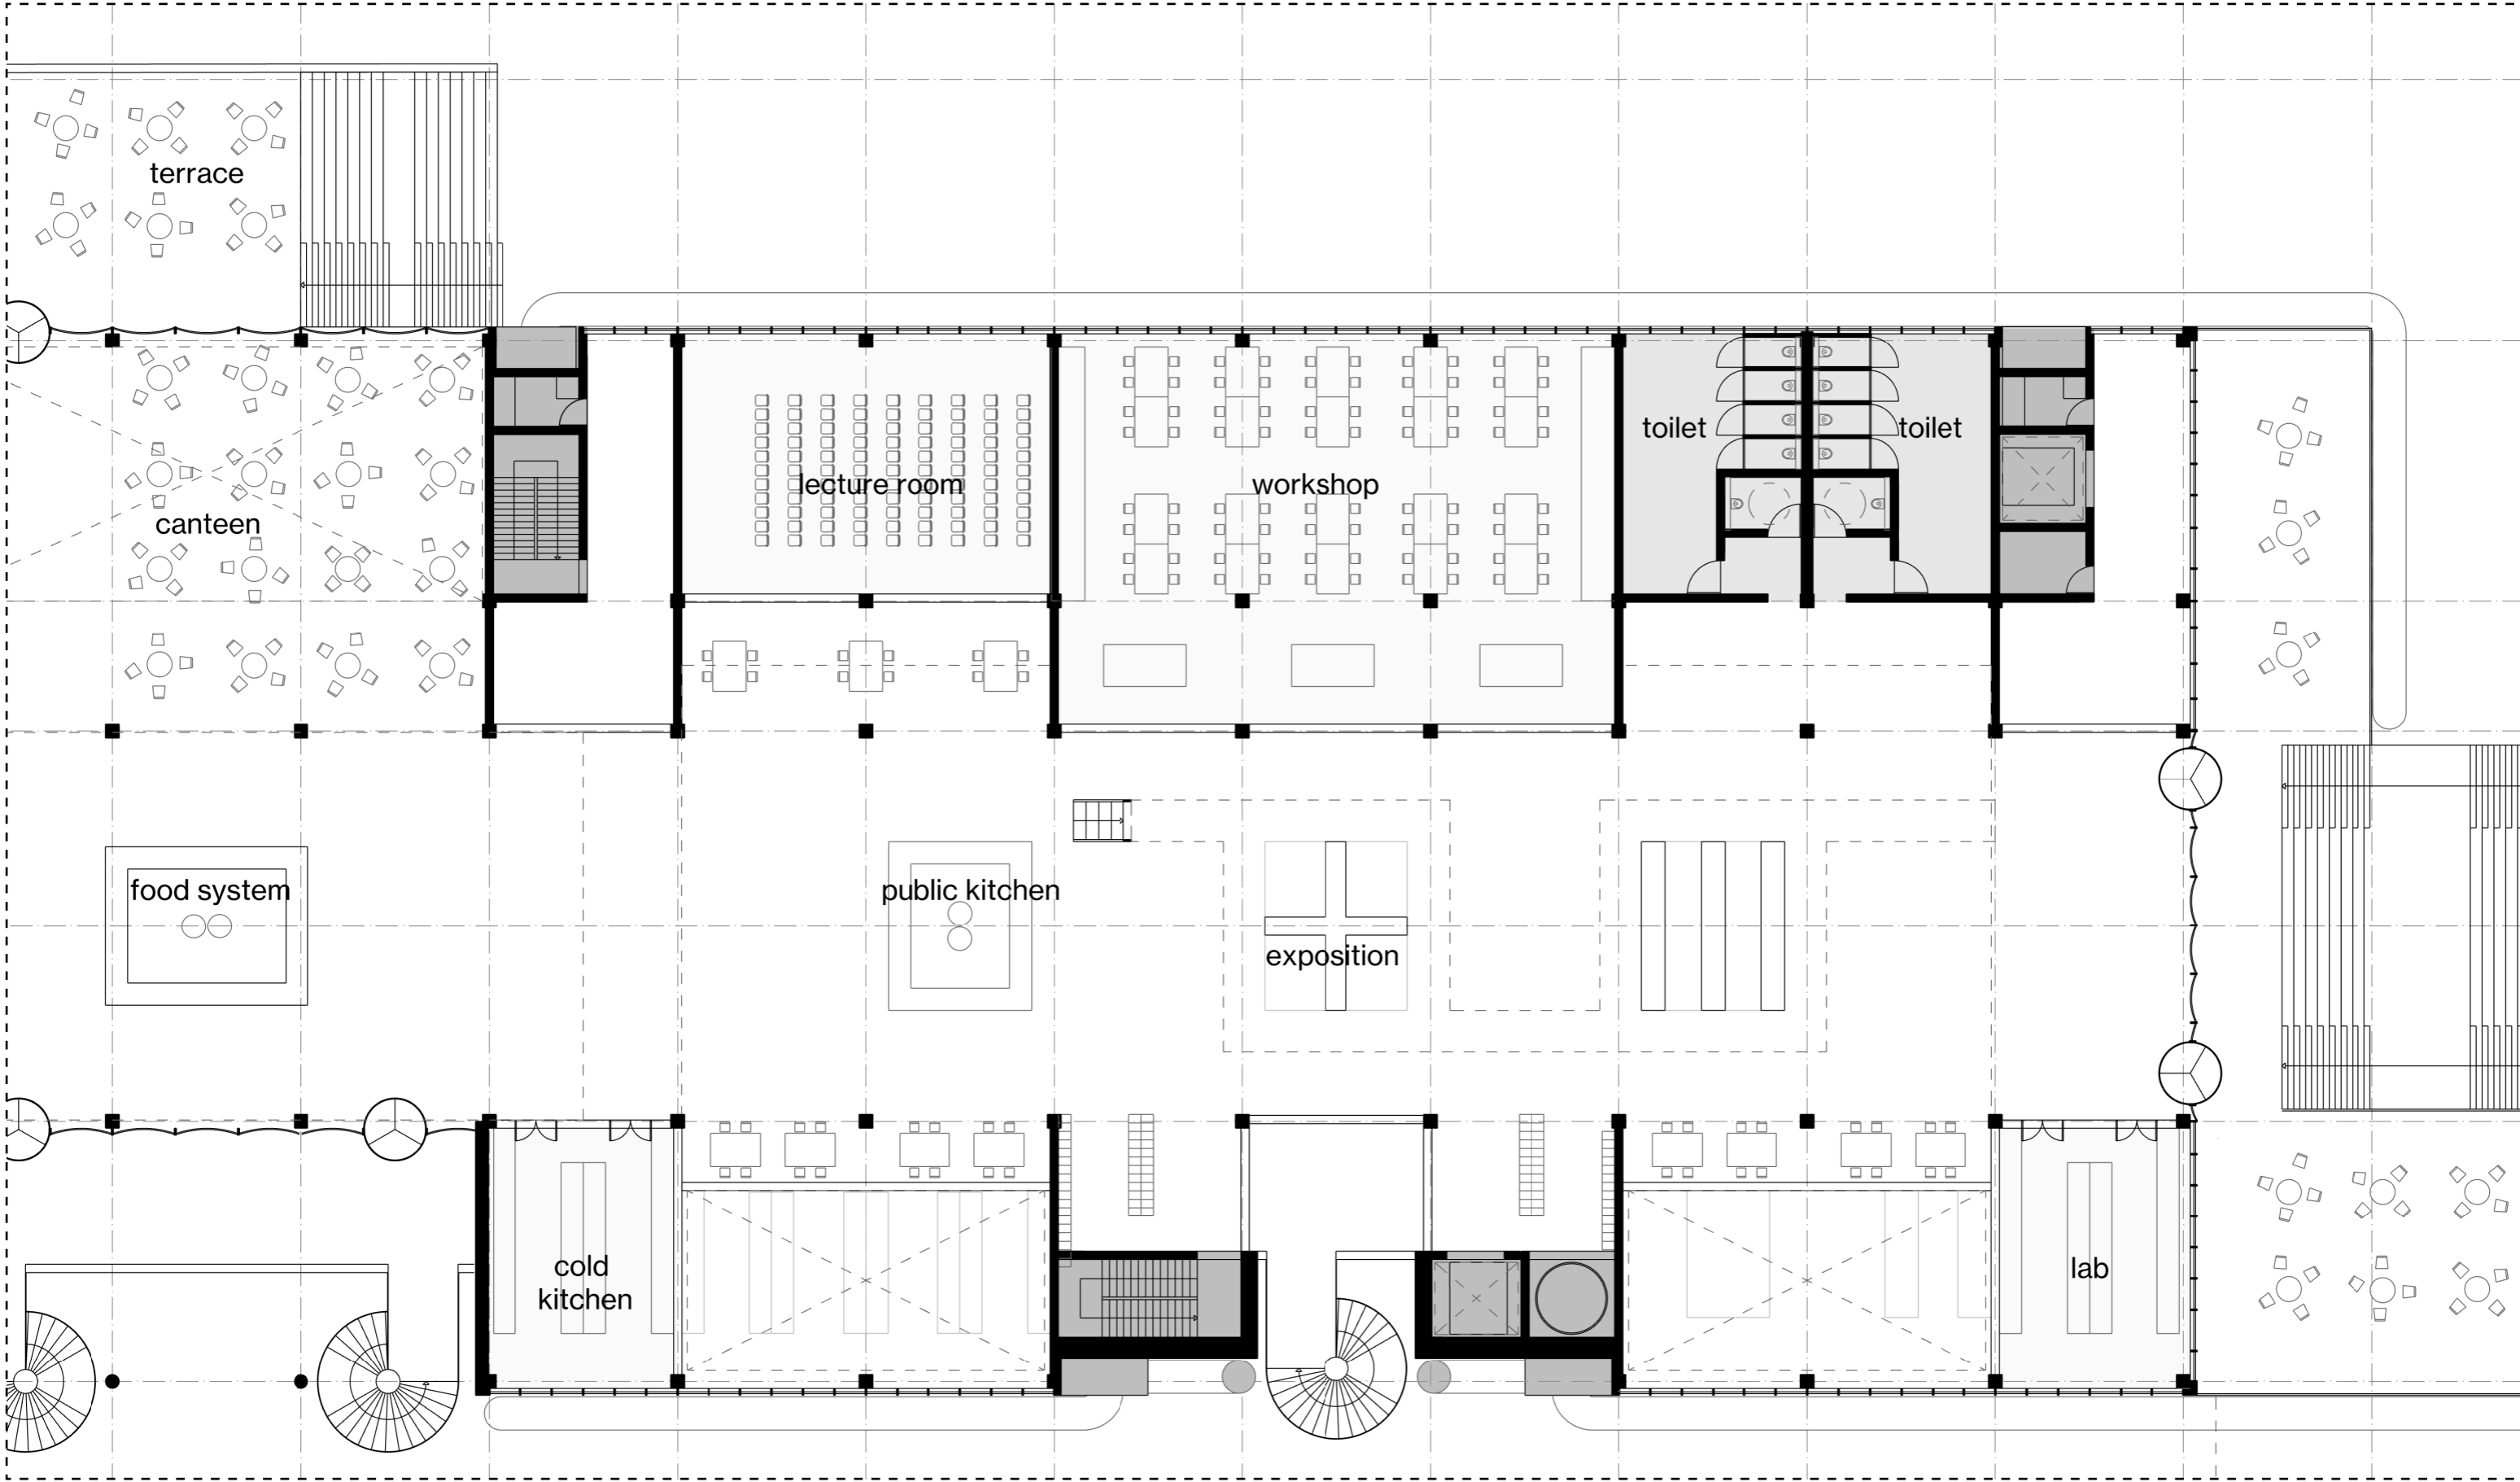 terrace
toilet
toilet
lecture room
workshop
canteen
food system
public kitchen
exposition
cold
kitchen
lab